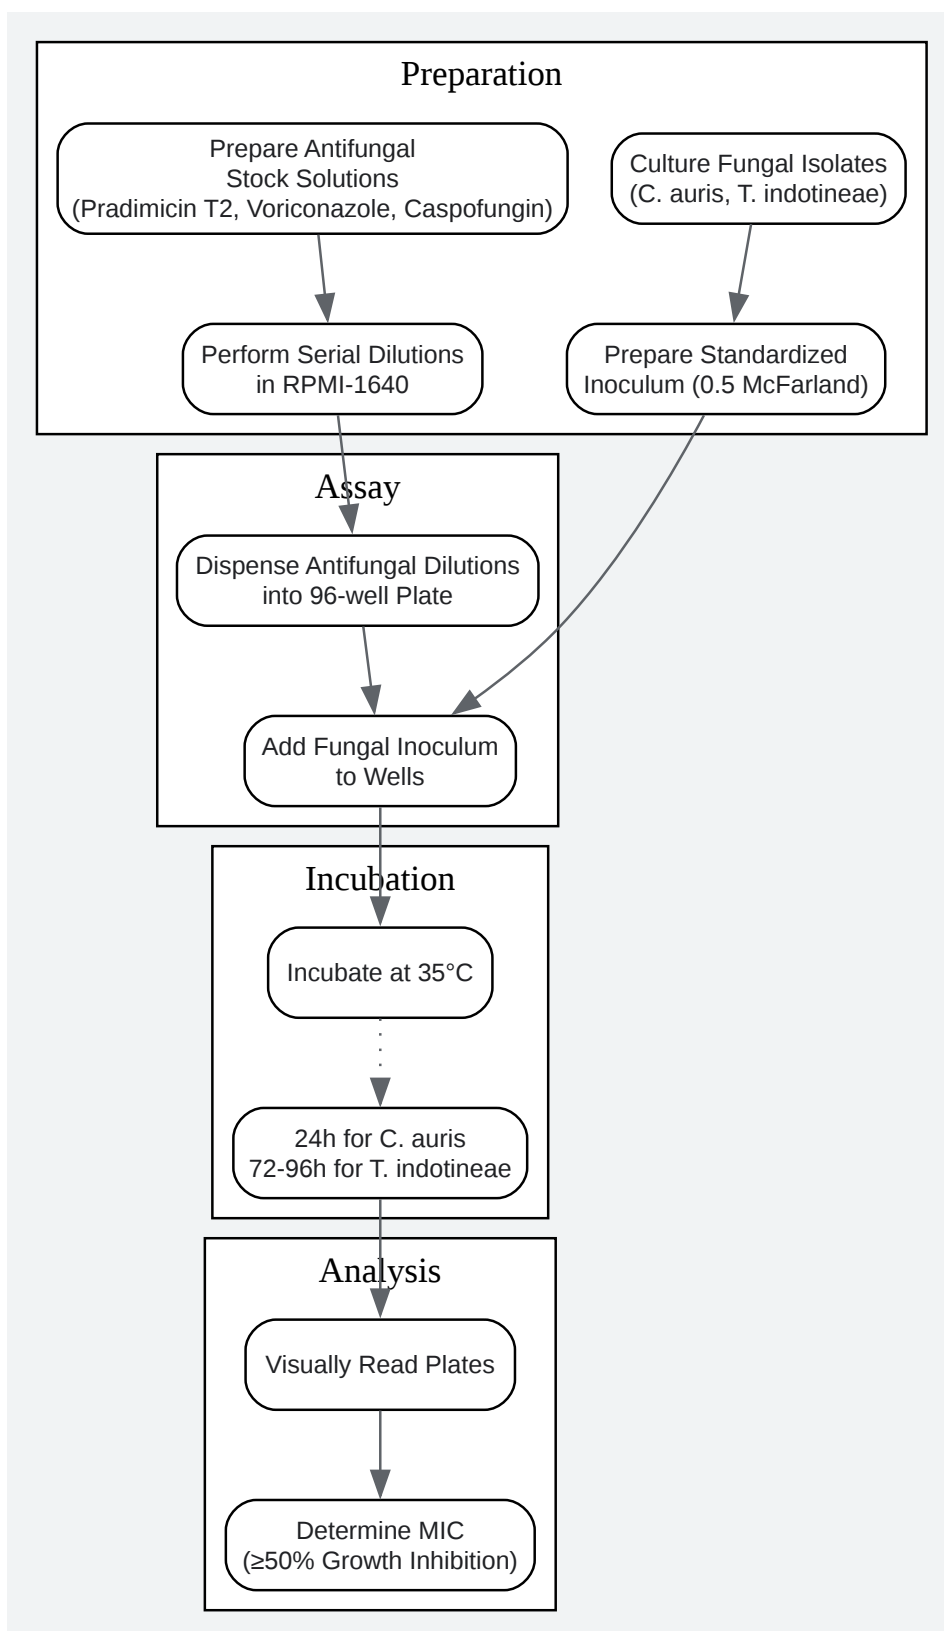 Preparation
Prepare Antifungal
Stock Solutions
(Pradimicin T2, Voriconazole, Caspofungin)
Culture Fungal Isolates
(C. auris, T. indotineae)
Perform Serial Dilutions
in RPMI-1640
Prepare Standardized
Inoculum (0.5 McFarland)
Assay
Dispense Antifungal Dilutions
into 96-well Plate
Add Fungal Inoculum
to Wells
Incubation
Incubate at 35°C
24h for C. auris
72-96h for T. indotineae
Analysis
Visually Read Plates
Determine MIC
(≥50% Growth Inhibition)